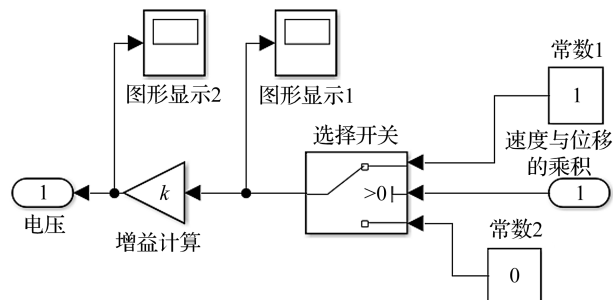 常数1
1
图形显示2
图形显示1
选择开关
速度与位移
的乘积
1
k
>0
1
电压
增益计算
常数2
0